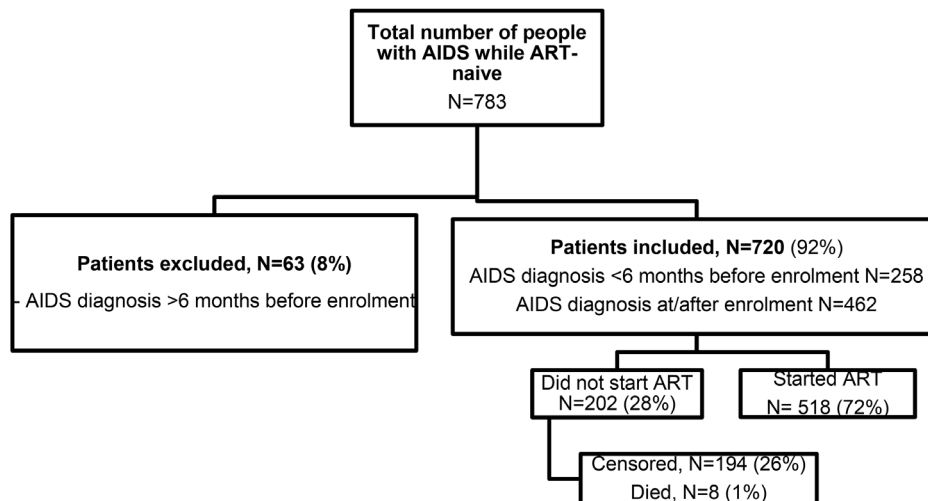 Total number of people
with AIDS while ART-
naive
N=783
Patients excluded, N=63 (8%)
- AIDS diagnosis >6 months before enrolment
Patients included, N=720 (92%)
AIDS diagnosis <6 months before enrolment N=258
AIDS diagnosis at/after enrolment N=462
Did not start ART
N=202 (28%)
Started ART
N= 518 (72%)
Censored, N=194 (26%)
Died, N=8 (1%)